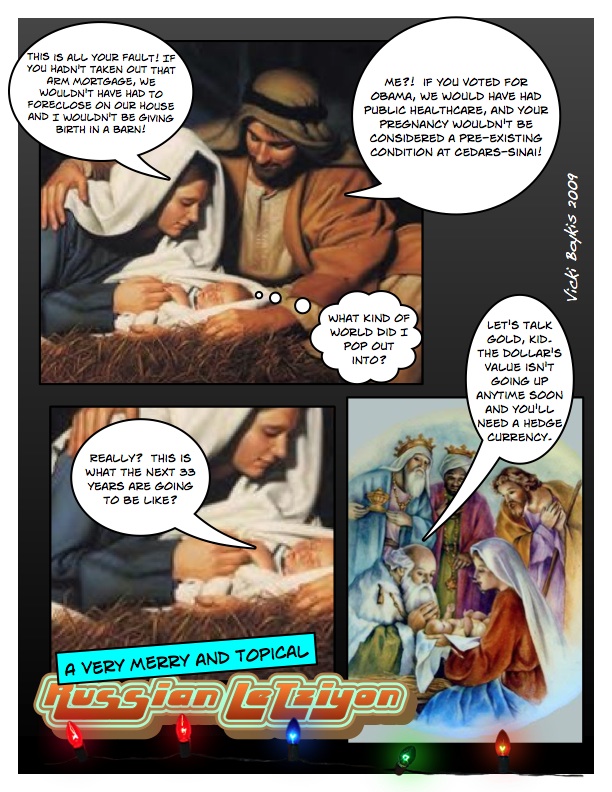 THIS IS ALL YOUR FAULT! IF
YOU HADN'T TAKEN OUT THAT
ARM MORTGAGE, WE
WOULDN'T HAVE HAD TO
FORECLOSE ON OUR HOUSE
AND I WOULDN'T BE GIVING
BIRTH IN A BARN!
ME?! IF YOU VOTED FOR
OBAMA, WE WOULD HAVE HAD
PUBLIC HEALTHCARE, AND YOUR
PREGNANCY WOULDN'T BE
CONSIDERED A PRE-EXISTING
CONDITION AT CEDARS-SINAI!
WHAT KIND OF
WORLD DID I
POP OUT
INTO?
Vicki Boykis 2009
REALLY? THIS IS
WHAT THE NEXT 33
YEARS ARE GOING
TO BE LIKE?
LET'S TALK
GOLD, KID-
THE DOLLAR'S
VALUE ISN'T
GOING UP
ANYTIME SOON
AND YOU'LL
NEED A HEDGE
CURRENCY.
A VERY MERRY AND TOPICAL
Russian LeTziyon